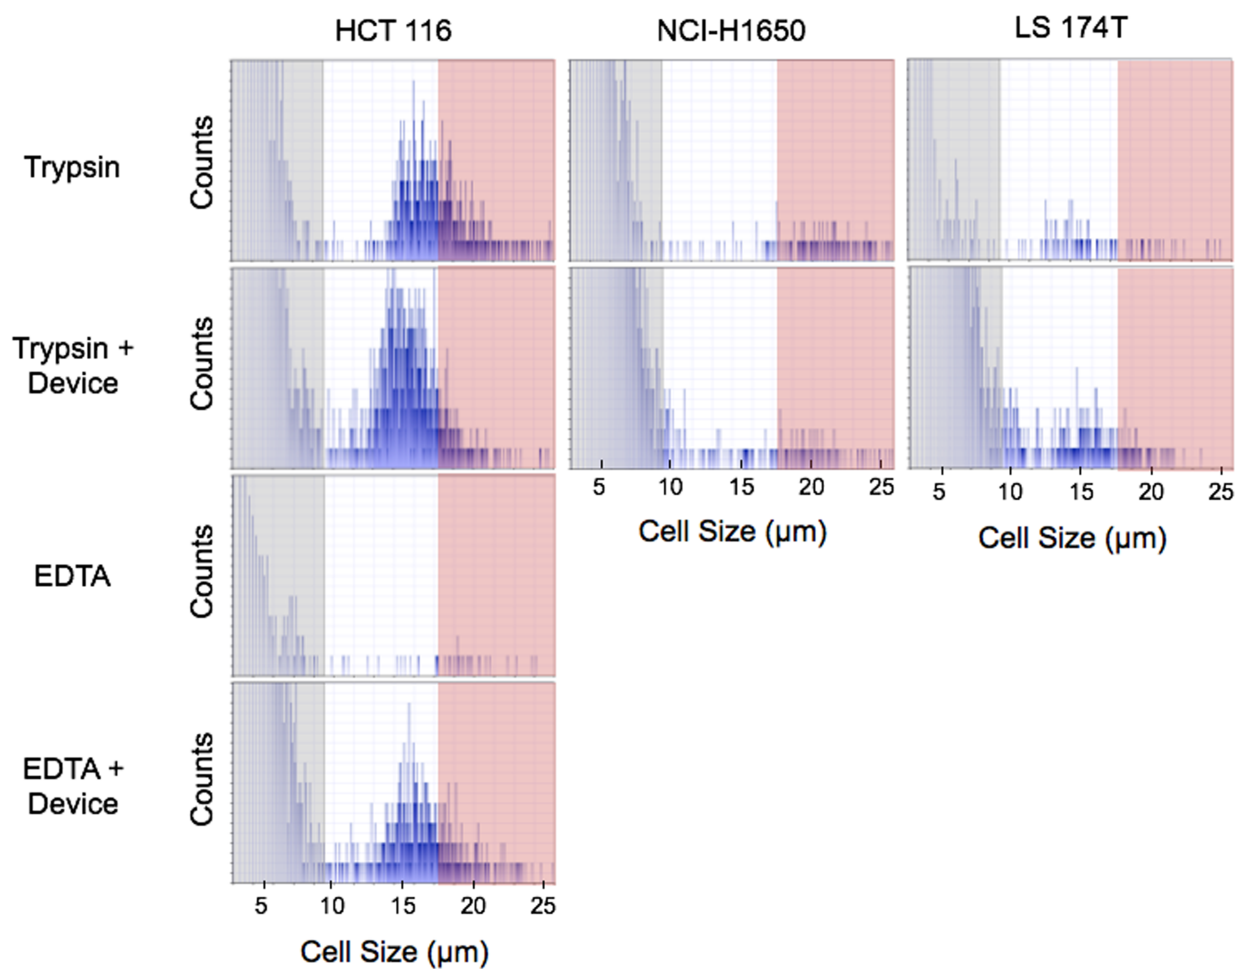 HCT 116
NCI-H1650
LS 174T
Trypsin
Counts
Trypsin +
Device
Counts
5 10 15 20 25
Cell Size (µm)
5 10 15 20 25
Cell Size (µm)
EDTA
Counts
EDTA +
Device
Counts
5 10 15 20 25
Cell Size (µm)